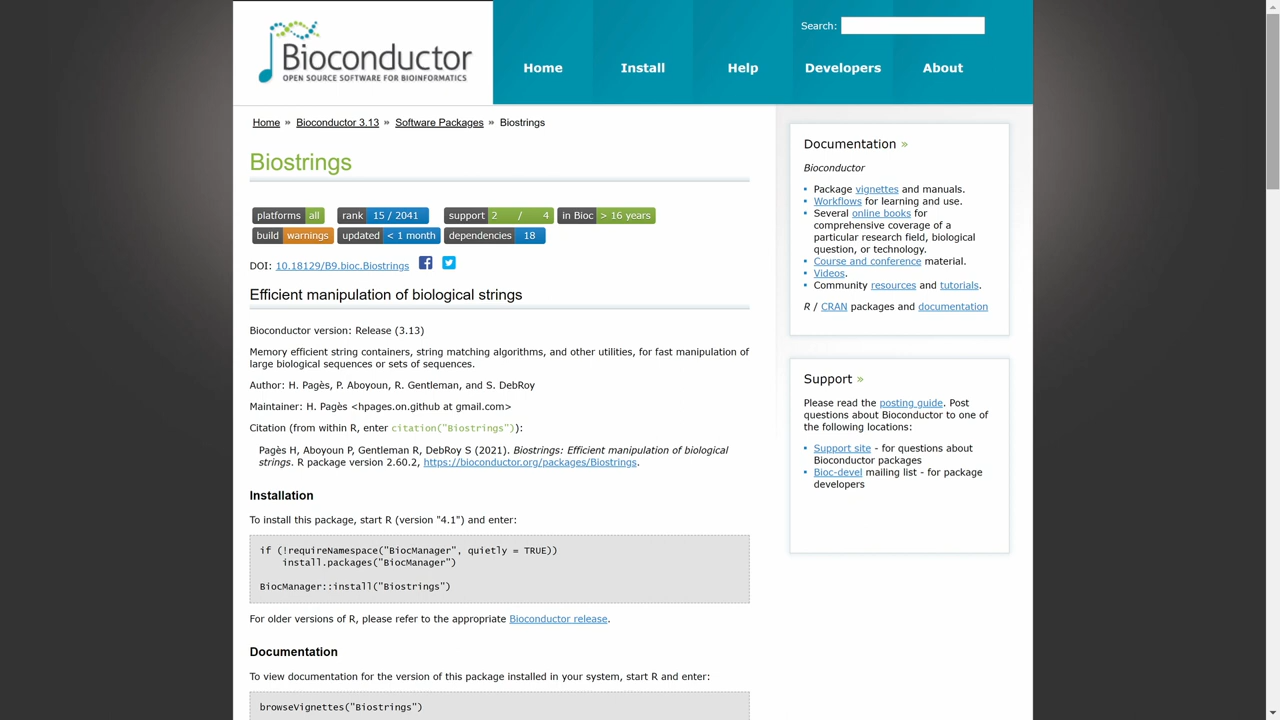 Bioconductor
OPEN SOURCE SOFTWARE FOR BIOINFORMATICS
Search:
Home
Install
Help
Developers
About
Home » Bioconductor 3.13 » Software Packages » Biostrings
Biostrings
platforms all rank 15 / 2041 support 2 / 4 in Bioc > 16 years
build warnings updated < 1 month dependencies 18
DOI: 10.18129/B9.bioc.Biostrings
Efficient manipulation of biological strings
Bioconductor version: Release (3.13)
Memory efficient string containers, string matching algorithms, and other utilities, for fast manipulation of
large biological sequences or sets of sequences.
Author: H. Pagès, P. Aboyoun, R. Gentleman, and S. DebRoy
Maintainer: H. Pagès <hpages.on.github at gmail.com>
Citation (from within R, enter citation("Biostrings")):
Pagès H, Aboyoun P, Gentleman R, DebRoy S (2021). Biostrings: Efficient manipulation of biological
strings. R package version 2.60.2, https://bioconductor.org/packages/Biostrings.
Installation
To install this package, start R (version "4.1") and enter:
if (!requireNamespace("BiocManager", quietly = TRUE))
install.packages("BiocManager")
BiocManager::install("Biostrings")
For older versions of R, please refer to the appropriate Bioconductor release.
Documentation
To view documentation for the version of this package installed in your system, start R and enter:
browseVignettes("Biostrings")
Documentation »
Bioconductor
Package vignettes and manuals.
Workflows for learning and use.
Several online books for
comprehensive coverage of a
particular research field, biological
question, or technology.
Course and conference material.
Videos.
Community resources and tutorials.
R / CRAN packages and documentation
Support »
Please read the posting guide. Post
questions about Bioconductor to one of
the following locations:
Support site - for questions about
Bioconductor packages
Bioc-devel mailing list - for package
developers